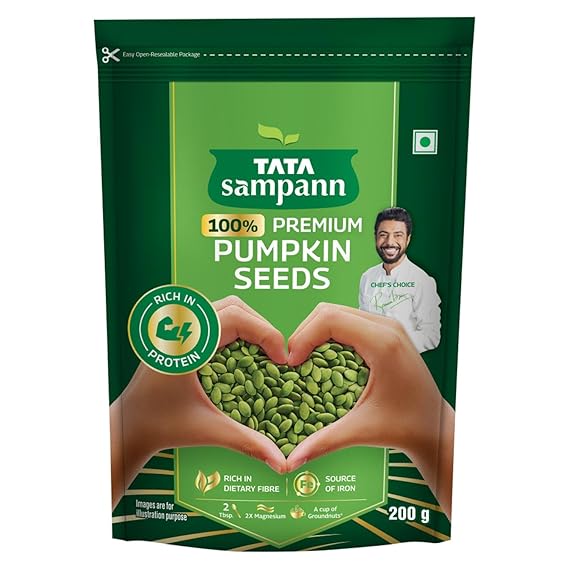 Easy Open-Resealable Package
TATA
sampann
100% PREMIUM
PUMPKIN
SEEDS
CHEF'S CHOICE
RICH IN
PROTEIN
RICH IN
DIETARY FIBRE
Fe
SOURCE
OF IRON
2
Tbsp.
2X Magnesium
A cup of
Groundnuts*
Images are for
illustration purpose
200 g